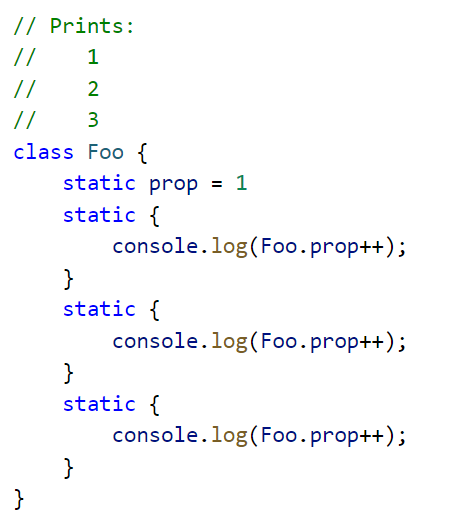 // Prints:
//    1
//    2
//    3
class Foo {
    static prop = 1
    static {
        console.log(Foo.prop++);
    }
    static {
        console.log(Foo.prop++);
    }
    static {
        console.log(Foo.prop++);
    }
}